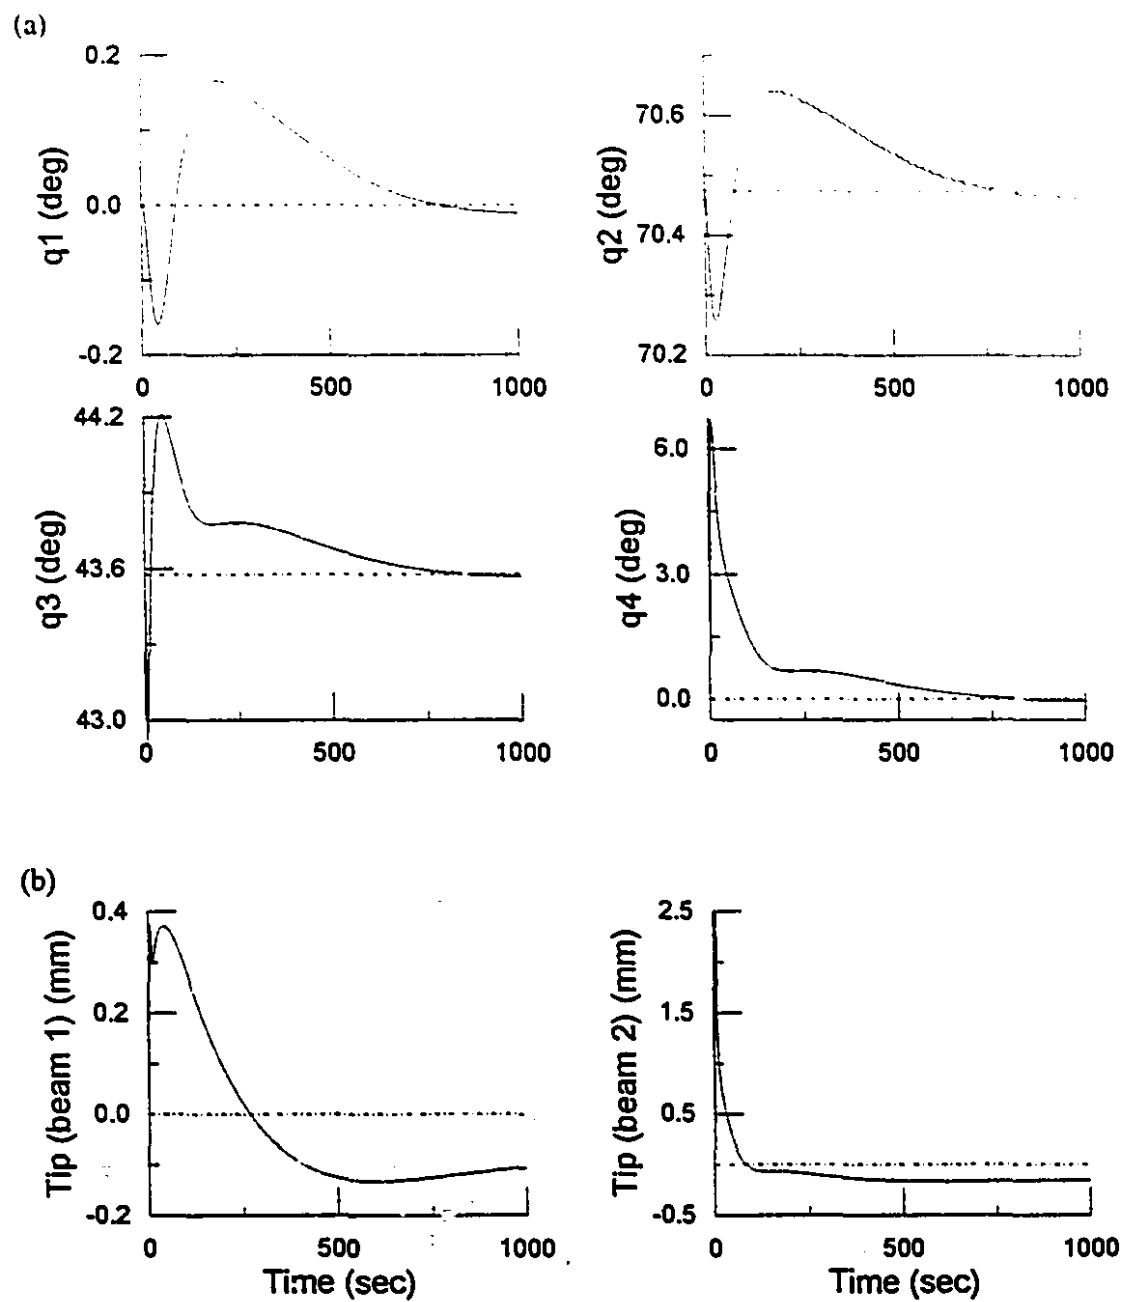 (a)
0.2
0.0
-0.2
q1 (deg)
0 500 1000
70.6
70.4
70.2
q2 (deg)
0 500 1000
44.2
43.6
43.0
q3 (deg)
0 500 1000
6.0
3.0
0.0
q4 (deg)
0 500 1000
(b)
0.4
0.2
0.0
-0.2
Tip (beam 1) (mm)
0 500 1000
Time (sec)
2.5
1.5
0.5
-0.5
Tip (beam 2) (mm)
0 500 1000
Time (sec)